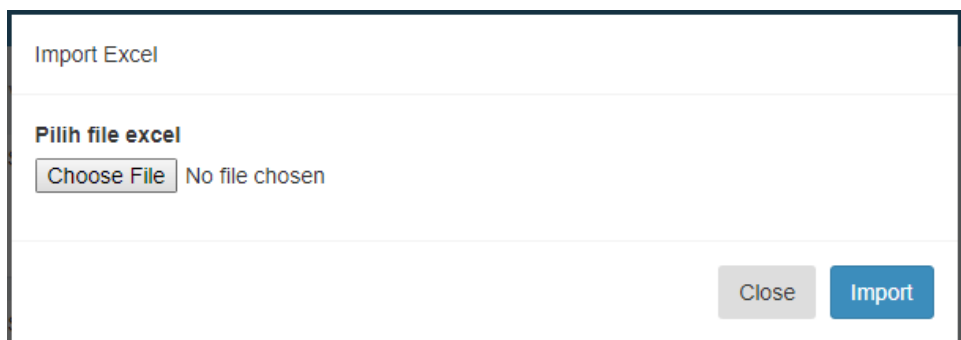 Import Excel
Pilih file excel
Choose File No file chosen
Close Import